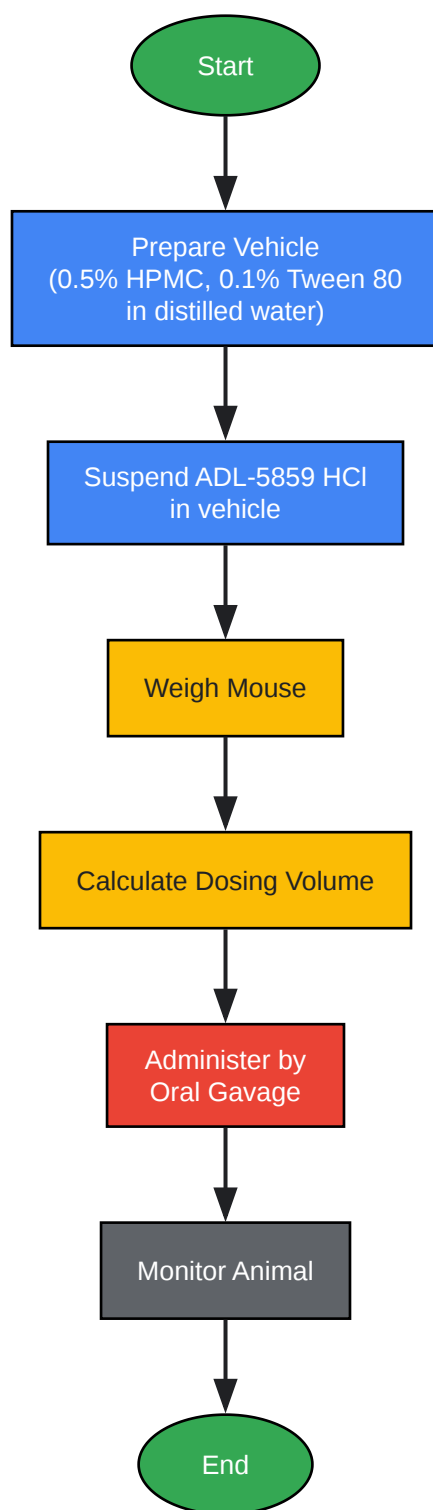 Start
Prepare Vehicle
(0.5% HPMC, 0.1% Tween 80
in distilled water)
Suspend ADL-5859 HCl
in vehicle
Weigh Mouse
Calculate Dosing Volume
Administer by
Oral Gavage
Monitor Animal
End